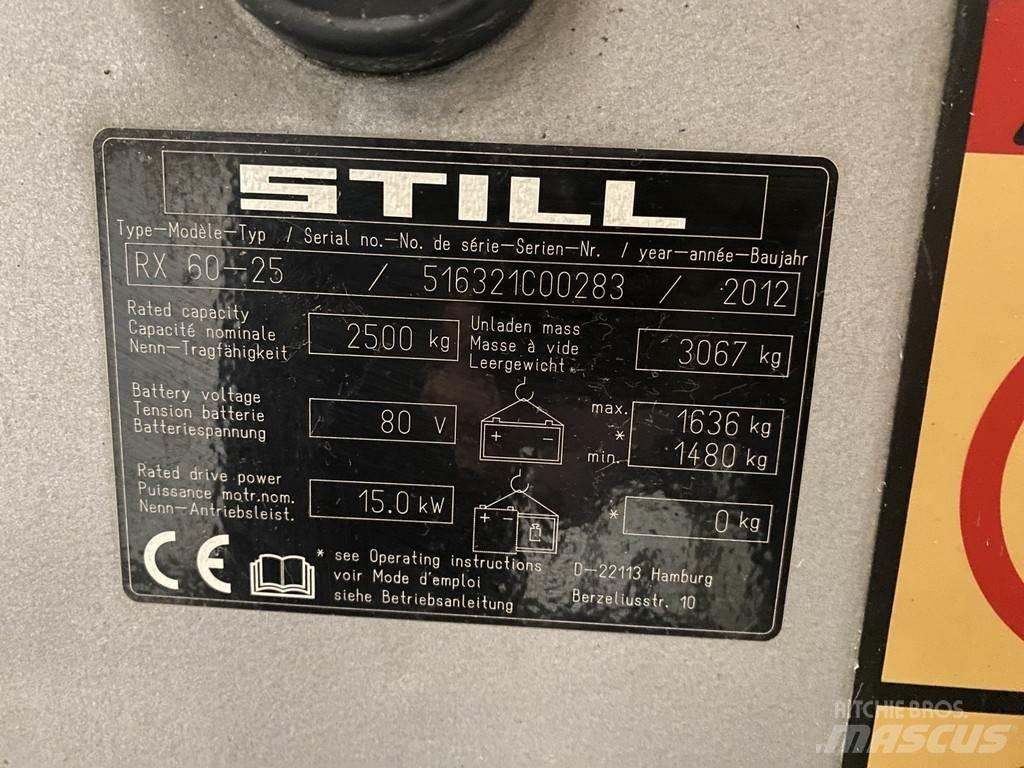 STILL
Type–Modèle–Typ / Serial no.–No. de série–Serien–Nr. / year–année–Baujahr
RX 60–25 / 516321C00283 / 2012
Rated capacity
Capacité nominale
Nenn–Tragfähigkeit
2500 kg
Unladen mass
Masse à vide
Leergewicht
3067 kg
Battery voltage
Tension batterie
Batteriespannung
80 V
+ –
max.
*
min.
1636 kg
1480 kg
Rated drive power
Puissance motr.nom.
Nenn–Antriebsleist.
15.0 kW
+ –
*
0 kg
CE
* see Operating instructions
voir Mode d'emploi
siehe Betriebsanleitung
D–22113 Hamburg
Berzeliusstr. 10
RITCHIE BROS.
MASCUS